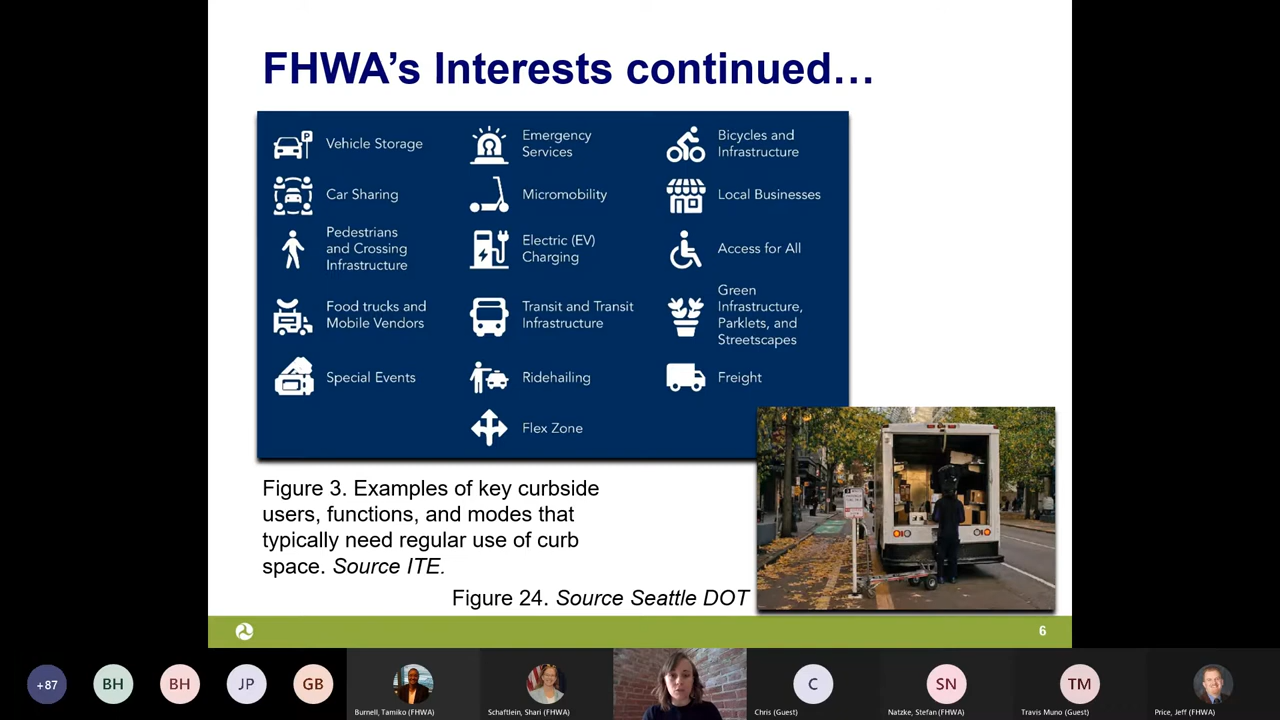 FHWA's Interests continued…
P
Vehicle Storage
Emergency
Services
Bicycles and
Infrastructure
Car Sharing
Micromobility
Local Businesses
Pedestrians
and Crossing
Infrastructure
Electric (EV)
Charging
Access for All
Food trucks and
Mobile Vendors
Transit and Transit
Infrastructure
Green
Infrastructure,
Parklets, and
Streetscapes
Special Events
Ridehailing
Freight
Flex Zone
Figure 3. Examples of key curbside
users, functions, and modes that
typically need regular use of curb
space. Source ITE.
Figure 24. Source Seattle DOT
6
+87
BH
BH
JP
GB
Burnell, Tamiko (FHWA)
Schaftlein, Shari (FHWA)
C
Chris (Guest)
SN
Natzke, Stefan (FHWA)
TM
Travis Muno (Guest)
Price, Jeff (FHWA)